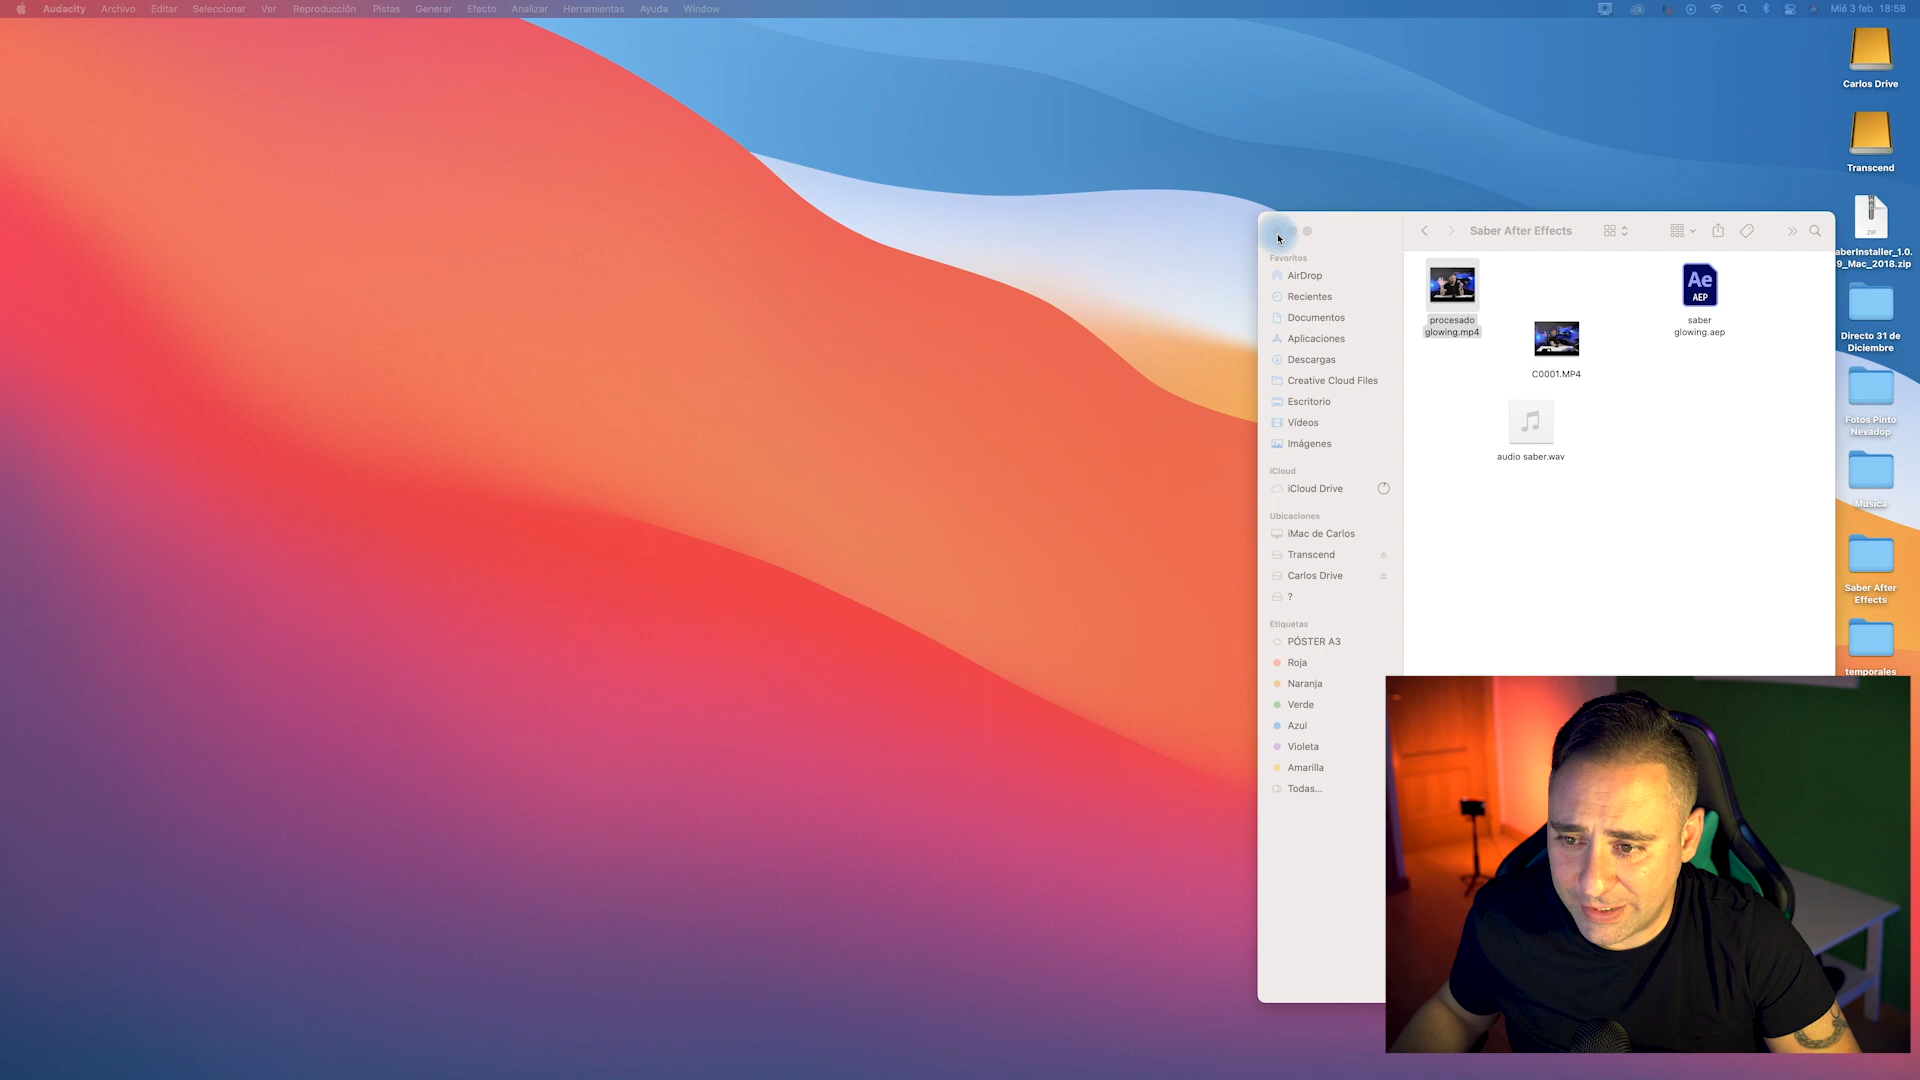 Audacity Archivo Editar Seleccionar Ver Reproducción Pistas Generar Efecto Analizar Herramientas Ayuda Window
Mié 3 feb 18:58
Carlos Drive
Transcend
ZIP
aberInstaller_1.0.
9_Mac_2018.zip
Directo 31 de
Diciembre
Fotos Pinto
Nevadop
Musica
Saber After
Effects
temporales
Saber After Effects
Favoritos
AirDrop
Recientes
Documentos
Aplicaciones
Descargas
Creative Cloud Files
Escritorio
Vídeos
Imágenes
iCloud
iCloud Drive
Ubicaciones
iMac de Carlos
Transcend
Carlos Drive
?
Etiquetas
PÓSTER A3
Roja
Naranja
Verde
Azul
Violeta
Amarilla
Todas...
procesado
glowing.mp4
C0001.MP4
audio saber.wav
Ae
AEP
saber
glowing.aep